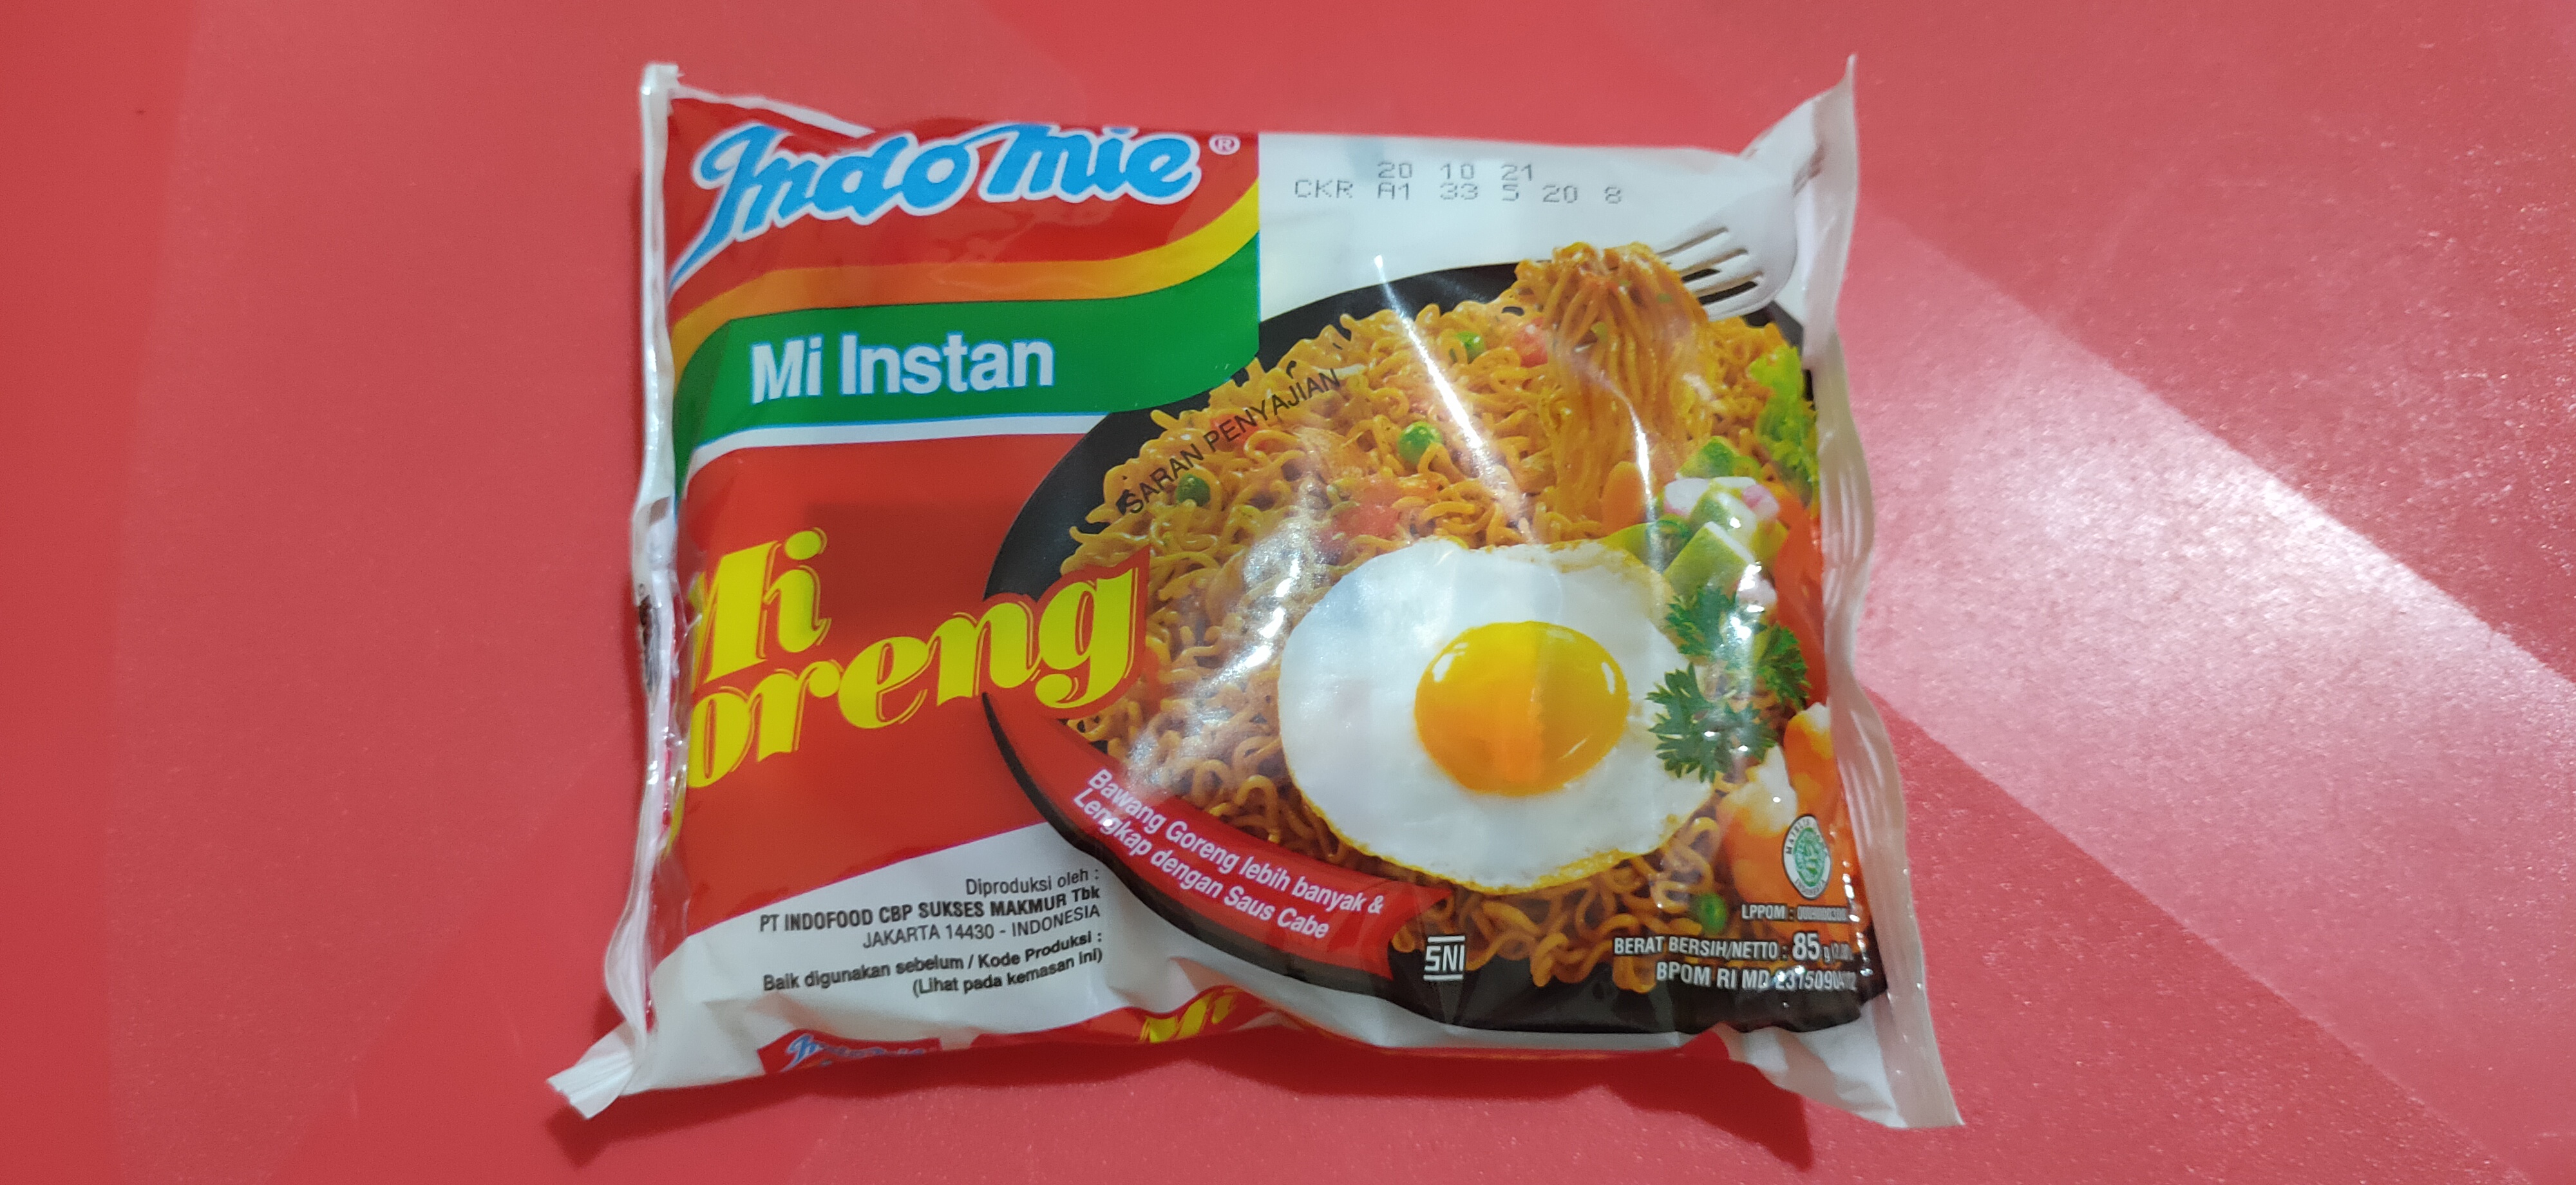 Indomie®
20 10 21
CKR A1 33 5 20 8
Mi Instan
SARAN PENYAJIAN
Mi
oreng
Bawang Goreng lebih banyak &
Lengkap dengan Saus Cabe
Diproduksi oleh :
PT INDOFOOD CBP SUKSES MAKMUR Tbk
JAKARTA 14430 - INDONESIA
Baik digunakan sebelum / Kode Produksi :
(Lihat pada kemasan ini)
SNI
LPPOM :
BERAT BERSIH/NETTO : 85 g
BPOM RI MD
Indomie
Mi